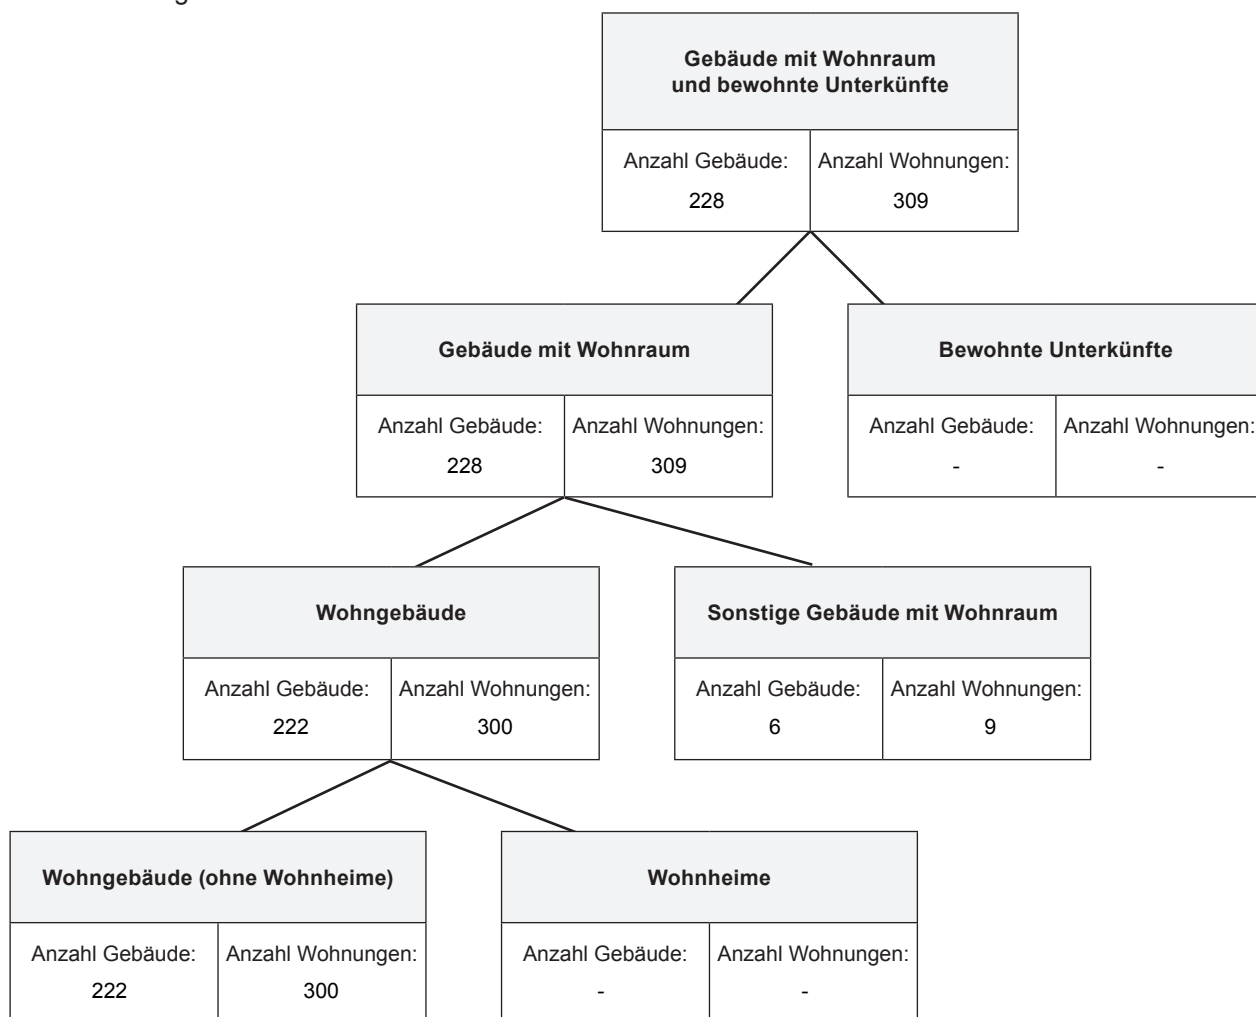 Gebäude mit Wohnraum
und bewohnte Unterkünfte
Anzahl Gebäude: Anzahl Wohnungen:
228 309
Gebäude mit Wohnraum Bewohnte Unterkünfte
Anzahl Gebäude: Anzahl Wohnungen: Anzahl Gebäude: Anzahl Wohnungen:
228 309 - -
Wohngebäude Sonstige Gebäude mit Wohnraum
Anzahl Gebäude: Anzahl Wohnungen: Anzahl Gebäude: Anzahl Wohnungen:
222 300 6 9
Wohngebäude (ohne Wohnheime) Wohnheime
Anzahl Gebäude: Anzahl Wohnungen: Anzahl Gebäude: Anzahl Wohnungen:
222 300 - -